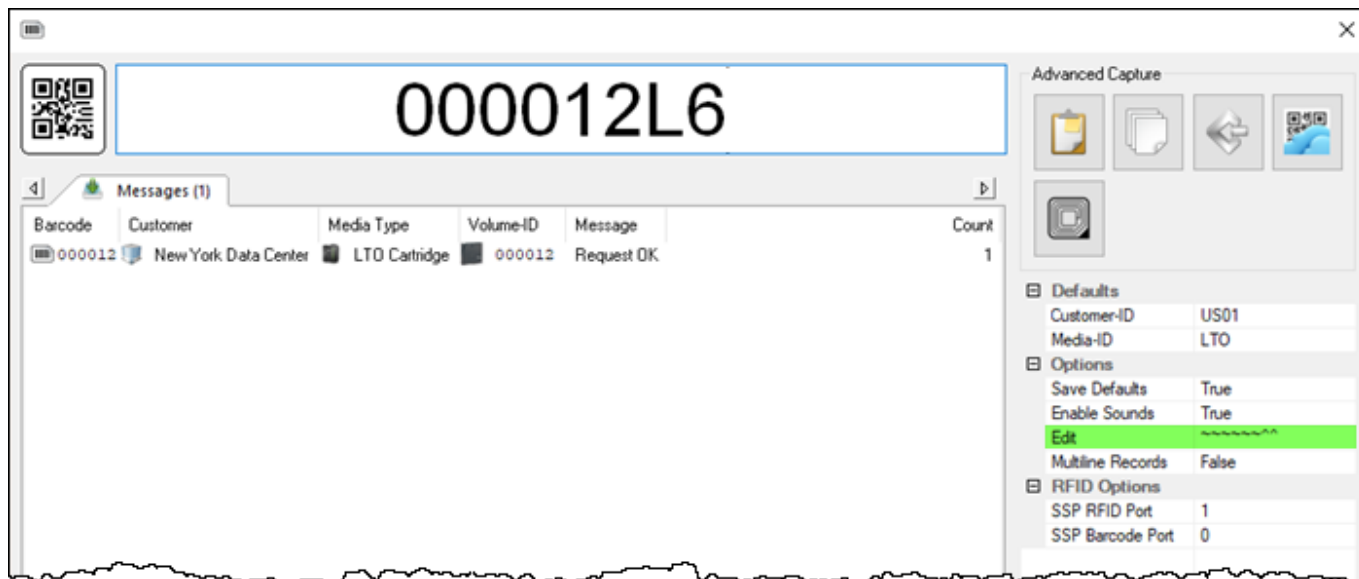 000012L6
Advanced Capture
Messages (1)
Barcode Customer Media Type Volume-ID Message Count
000012 New York Data Center LTO Cartridge 000012 Request OK 1
Defaults
Customer-ID US01
Media-ID LTO
Options
Save Defaults True
Enable Sounds True
Edit ~~~~~~^^
Multiline Records False
RFID Options
SSP RFID Port 1
SSP Barcode Port 0